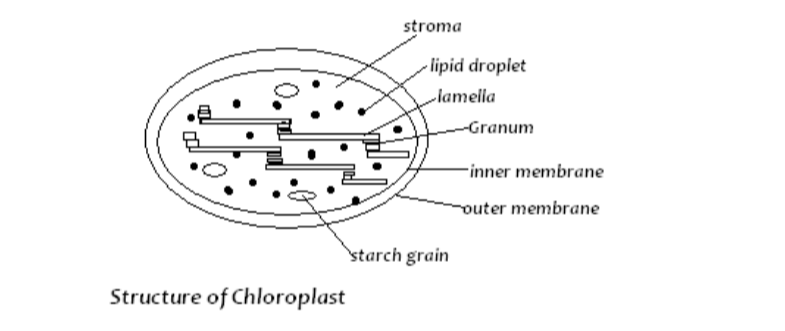 stroma
lipid droplet
lamella
Granum
inner membrane
outer membrane
starch grain
Structure of Chloroplast